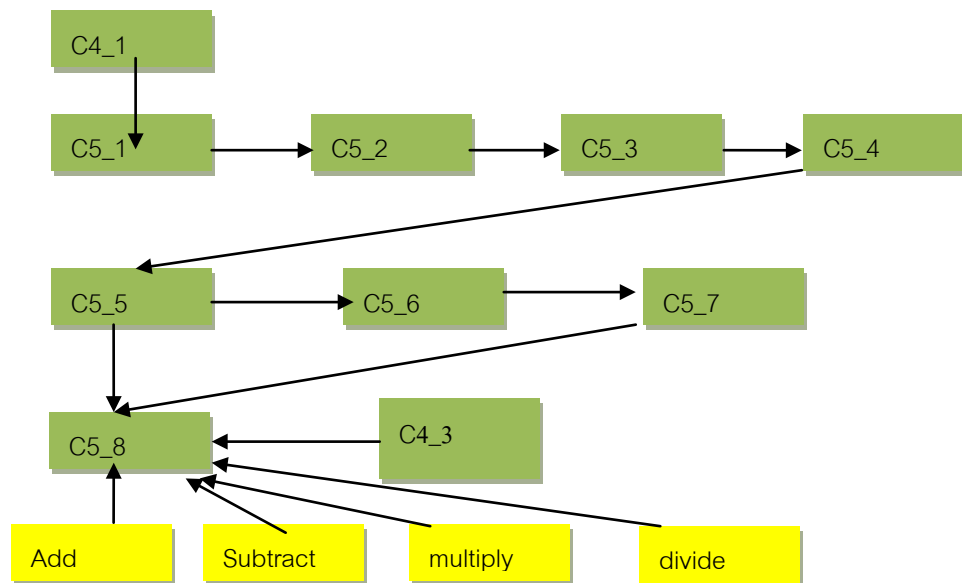 C4_1
C5_1
C5_2
C5_3
C5_4
C5_5
C5_6
C5_7
C5_8
C4_3
Add
Subtract
multiply
divide